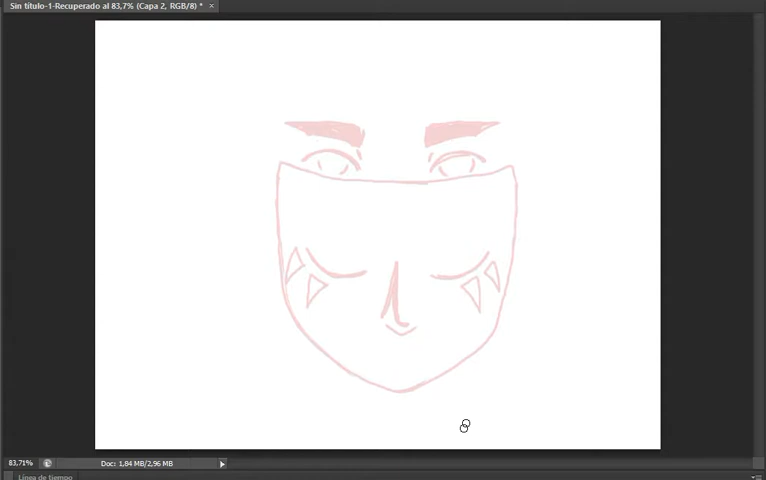 Sin título-1-Recuperado al 83,7% (Capa 2, RGB/8) *
83,71%
Doc: 1,84 MB/2,96 MB
Línea de tiempo